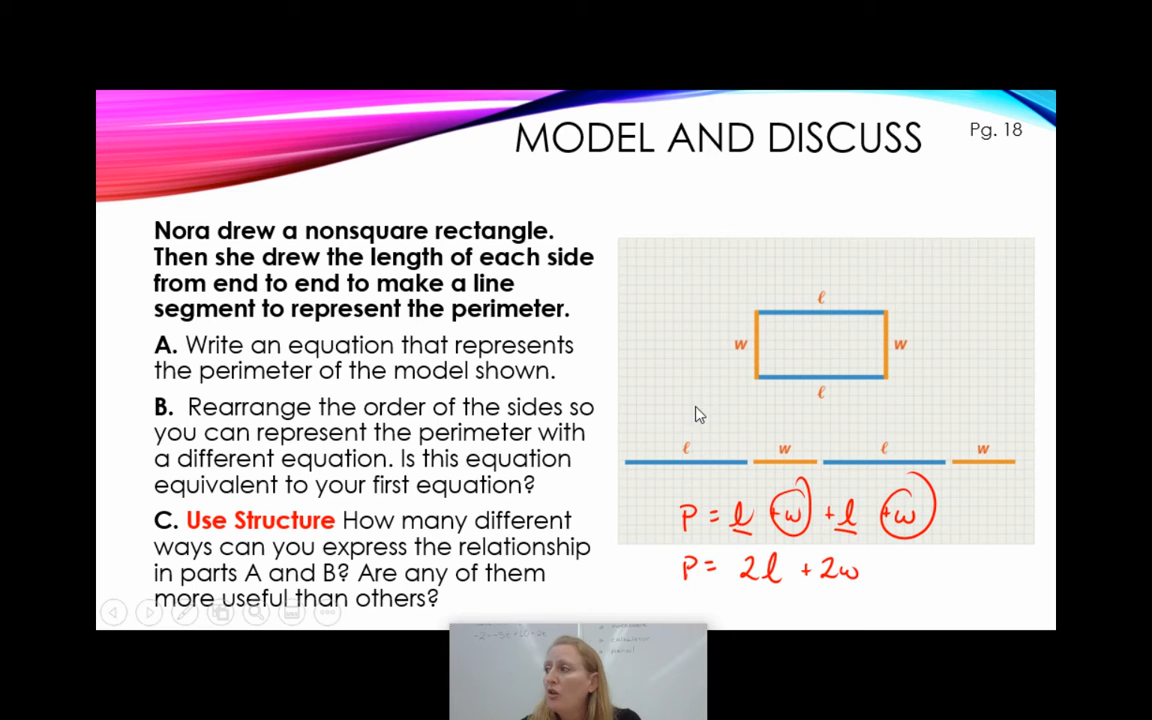 MODEL AND DISCUSS
Pg. 18
Nora drew a nonsquare rectangle.
Then she drew the length of each side
from end to end to make a line
segment to represent the perimeter.
A. Write an equation that represents
the perimeter of the model shown.
B. Rearrange the order of the sides so
you can represent the perimeter with
a different equation. Is this equation
equivalent to your first equation?
C. Use Structure How many different
ways can you express the relationship
in parts A and B? Are any of them
more useful than others?
ℓ
w w
ℓ
ℓ w ℓ w
P = l + w + l + w
P = 2l + 2w